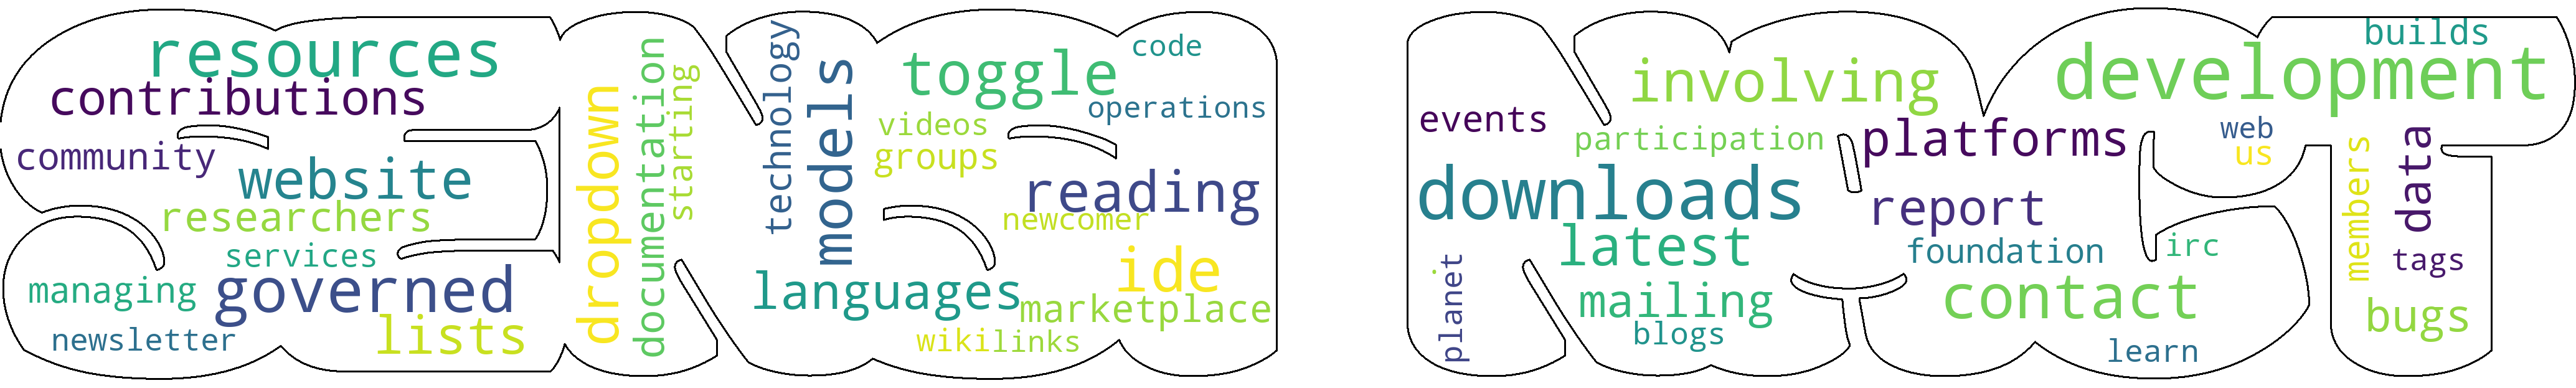 resources
contributions
community
website
researchers
services
managing
governed
newsletter
lists
dropdown
documentation
starting
technology
models
toggle
code
operations
videos
groups
reading
newcomer
ide
languages
marketplace
wiki
links
events
involving
participation
platforms
downloads
report
latest
foundation
planet
mailing
blogs
contact
irc
learn
development
builds
web
us
members
data
tags
bugs